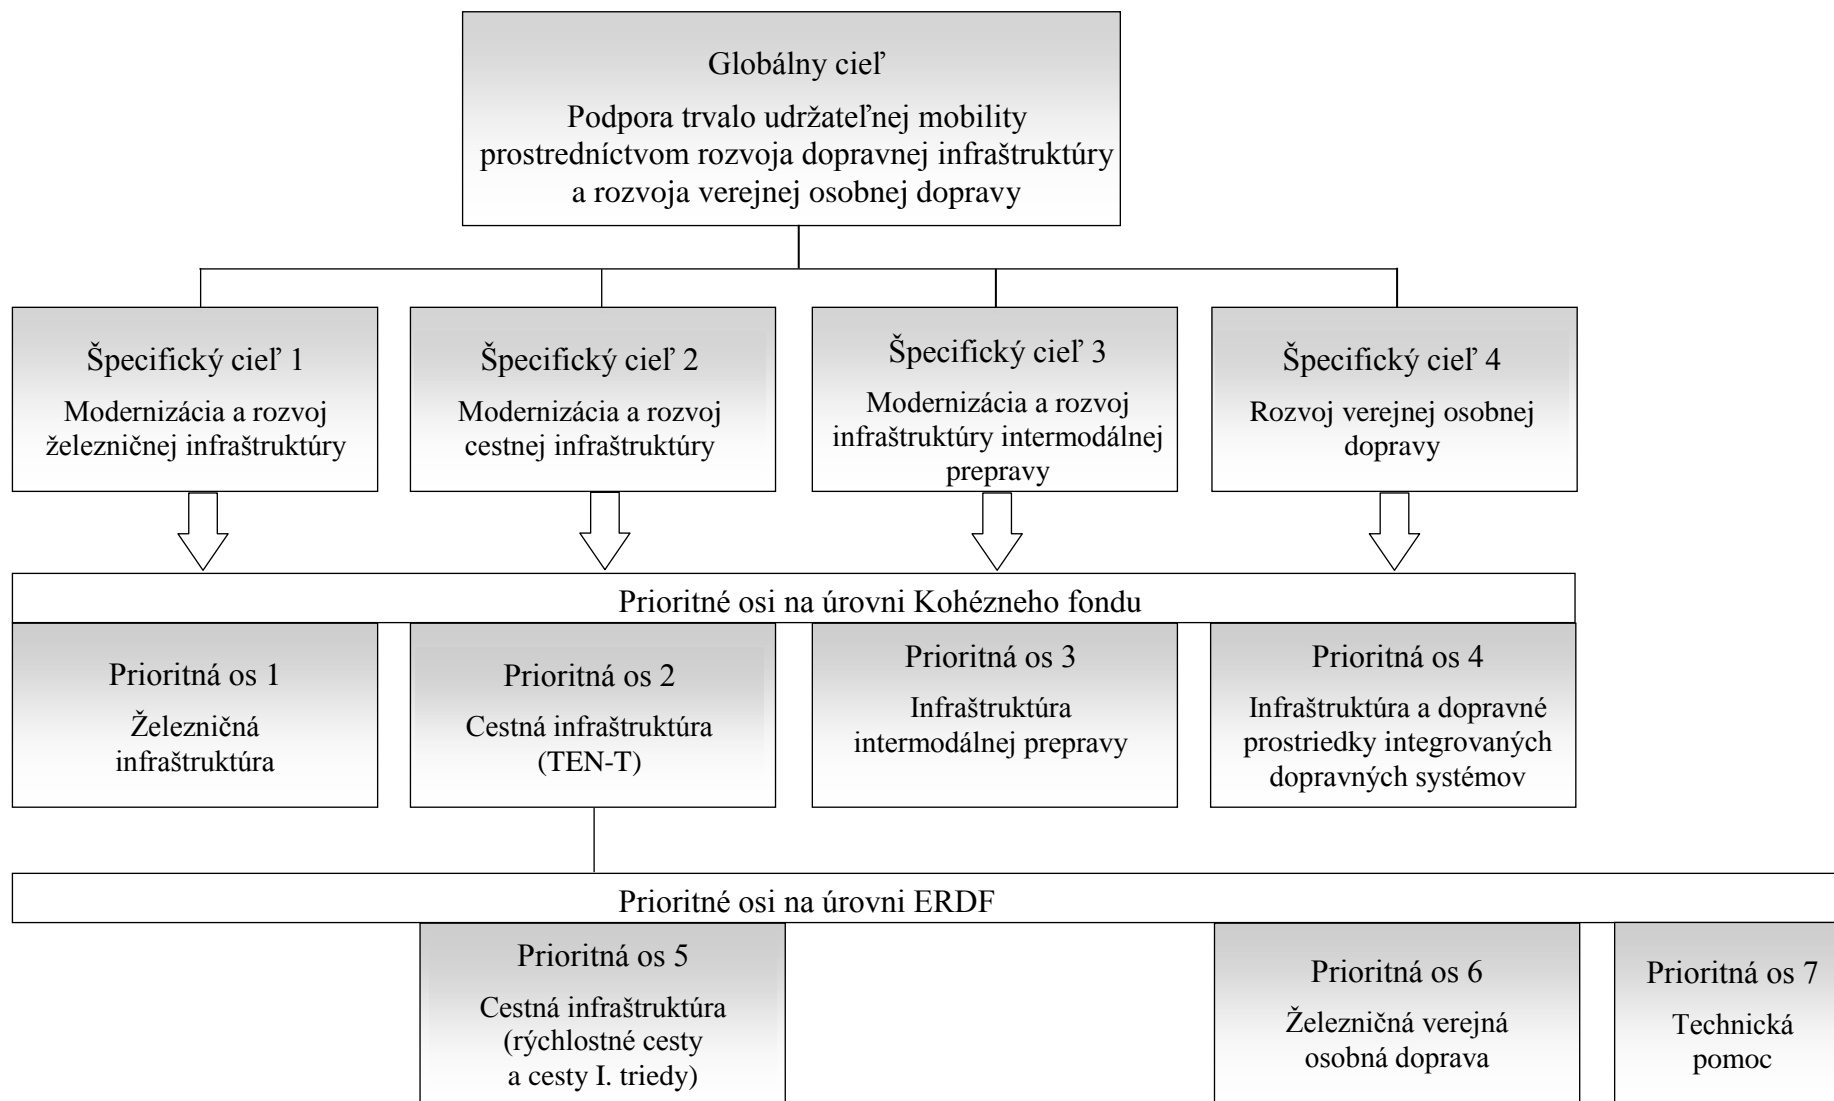 Globálny cieľ
Podpora trvalo udržateľnej mobility
prostredníctvom rozvoja dopravnej infraštruktúry
a rozvoja verejnej osobnej dopravy
Špecifický cieľ 1
Modernizácia a rozvoj
železničnej infraštruktúry
Špecifický cieľ 2
Modernizácia a rozvoj
cestnej infraštruktúry
Špecifický cieľ 3
Modernizácia a rozvoj
infraštruktúry intermodálnej
prepravy
Špecifický cieľ 4
Rozvoj verejnej osobnej
dopravy
Prioritné osi na úrovni Kohézneho fondu
Prioritná os 1
Železničná
infraštruktúra
Prioritná os 2
Cestná infraštruktúra
(TEN-T)
Prioritná os 3
Infraštruktúra
intermodálnej prepravy
Prioritná os 4
Infraštruktúra a dopravné
prostriedky integrovaných
dopravných systémov
Prioritné osi na úrovni ERDF
Prioritná os 5
Cestná infraštruktúra
(rýchlostné cesty
a cesty I. triedy)
Prioritná os 6
Železničná verejná
osobná doprava
Prioritná os 7
Technická
pomoc